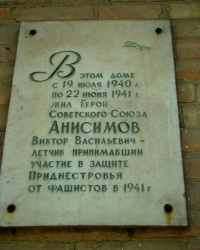 В этом доме
с 19 июля 1940 г.
по 22 июня 1941 г.
жил Герой
Советского Союза
Анисимов
Виктор Васильевич –
летчик принимавший
участие в защите
Приднестровья
от фашистов в 1941 г